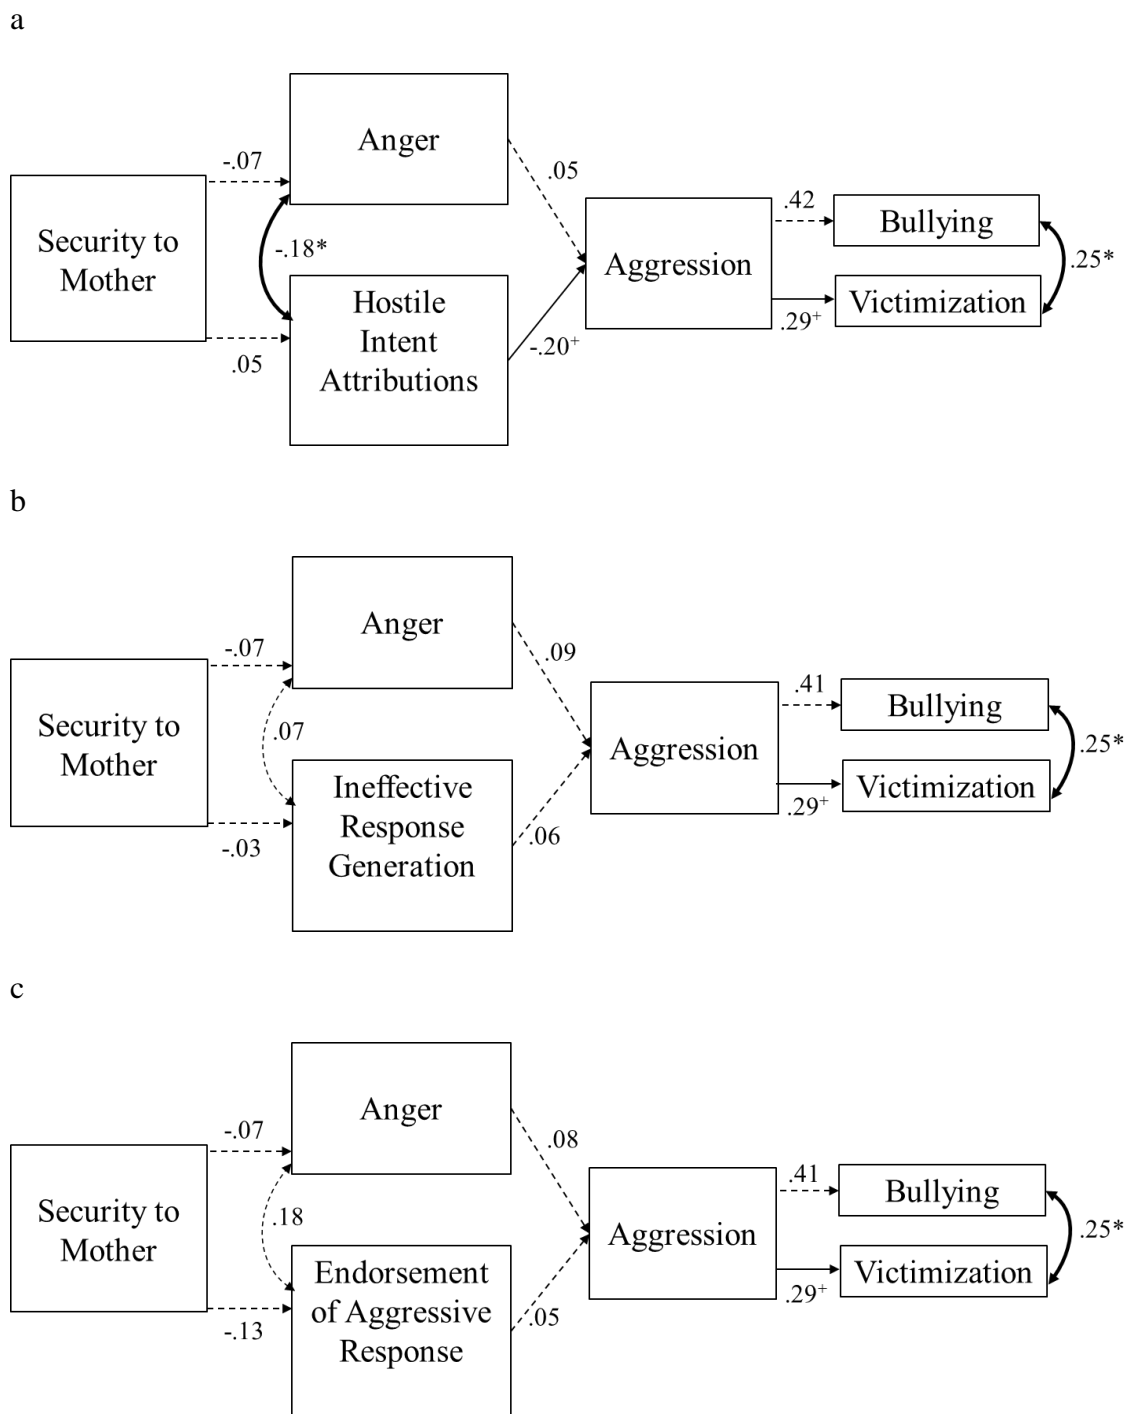 a
Anger
-.07
.05
.42
Security to
Mother
Bullying
-.18*
Aggression
.25*
Hostile
Intent
Attributions
Victimization
.29+
-.20+
.05
b
Anger
-.07
.09
.41
Security to
Mother
Bullying
.07
Aggression
.25*
Ineffective
Response
Generation
Victimization
.29+
-.03
.06
c
Anger
-.07
.08
.41
Security to
Mother
Bullying
.18
Aggression
.25*
Endorsement
of Aggressive
Response
Victimization
.29+
-.13
.05